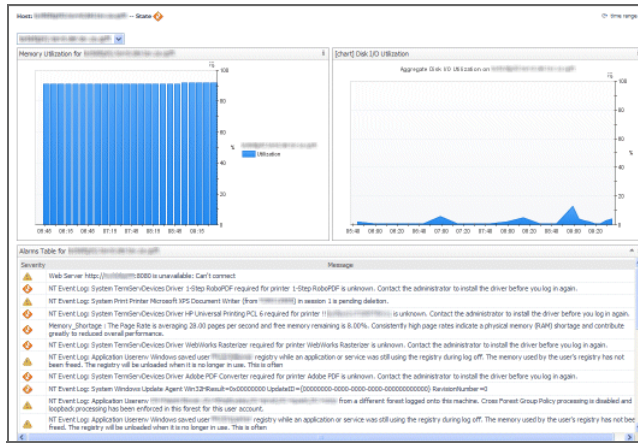 Host: — State
time range
Memory Utilization for
[chart] Disk I/O Utilization
Aggregate Disk I/O Utilization on
100
80
60
40
20
%
Utilization
100
80
60
40
20
%
Alarms Table for
Severity Message
Web Server http:// :8080 is unavailable: Can't connect
NT Event Log: System TermServDevices Driver 1-Step RoboPDF required for printer 1-Step RoboPDF is unknown. Contact the administrator to install the driver before you log in again.
NT Event Log: System Print Printer Microsoft XPS Document Writer (from in session 1 is pending deletion.
NT Event Log: System TermServDevices Driver HP Universal Printing PCL 6 required for printer is unknown. Contact the administrator to install the driver before you log in again.
Memory_Shortage : The Page Rate is averaging 28.00 pages per second and free memory remaining is 8.00%. Consistently high page rates indicate a physical memory (RAM) shortage and contribute
greatly to reduced overall performance.
NT Event Log: System TermServDevices Driver WebWorks Rasterizer required for printer WebWorks Rasterizer is unknown. Contact the administrator to install the driver before you log in again.
NT Event Log: Application Userenv Windows saved user registry while an application or service was still using the registry during log off. The memory used by the user's registry has not
been freed. The registry will be unloaded when it is no longer in use. This is often
NT Event Log: System TermServDevices Driver Adobe PDF Converter required for printer Adobe PDF is unknown. Contact the administrator to install the driver before you log in again.
NT Event Log: System Windows Update Agent Win32HResult=0x00000000 UpdateID={00000000-0000-0000-0000-000000000000} RevisionNumber=0
NT Event Log: Application Userenv from a different forest logged onto this machine. Cross Forest Group Policy processing is disabled and
loopback processing has been enforced in this forest for this user account.
NT Event Log: Application Userenv Windows saved user registry while an application or service was still using the registry during log off. The memory used by the user's registry has not
been freed. The registry will be unloaded when it is no longer in use. This is often